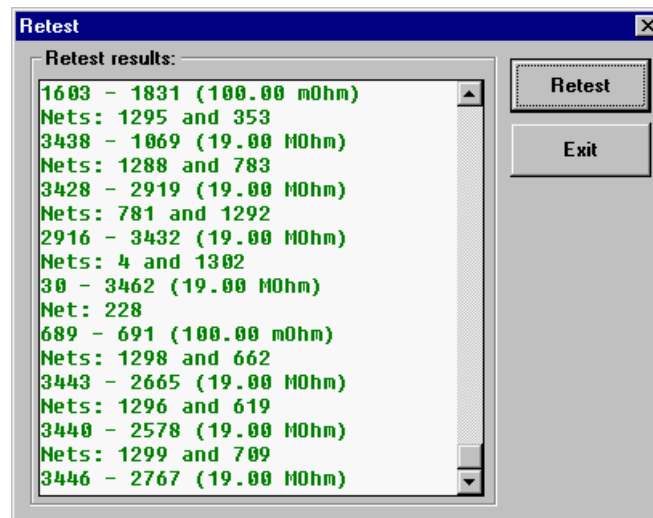 Retest
Retest results:
1603 - 1831 (100.00 mOhm)
Nets: 1295 and 353
3438 - 1069 (19.00 MOhm)
Nets: 1288 and 783
3428 - 2919 (19.00 MOhm)
Nets: 781 and 1292
2916 - 3432 (19.00 MOhm)
Nets: 4 and 1302
30 - 3462 (19.00 MOhm)
Net: 228
689 - 691 (100.00 mOhm)
Nets: 1298 and 662
3443 - 2665 (19.00 MOhm)
Nets: 1296 and 619
3440 - 2578 (19.00 MOhm)
Nets: 1299 and 709
3446 - 2767 (19.00 MOhm)
Retest
Exit